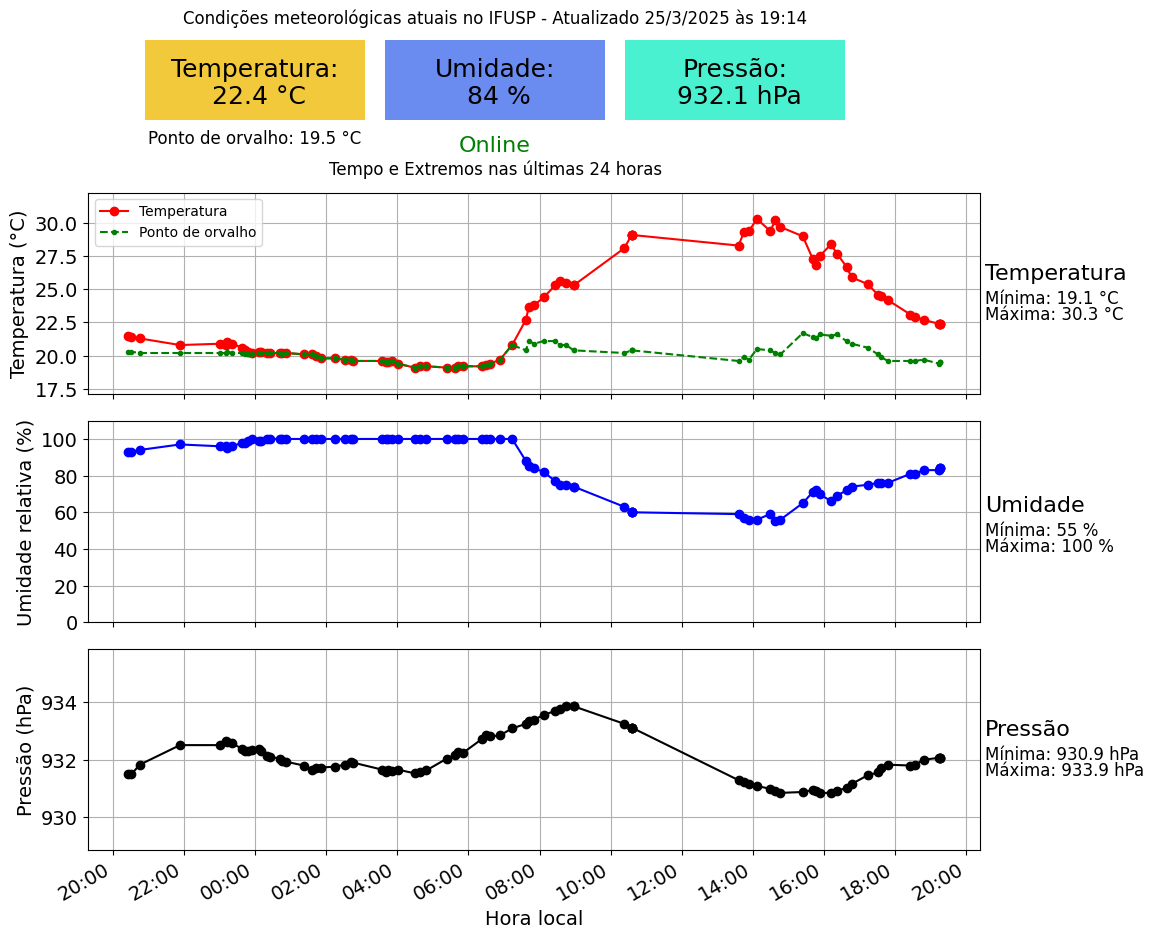 Condições meteorológicas atuais no IFUSP - Atualizado 25/3/2025 às 19:14
Temperatura:
22.4 °C
Umidade:
84 %
Pressão:
932.1 hPa
Ponto de orvalho: 19.5 °C
Online
Tempo e Extremos nas últimas 24 horas
Temperatura (°C)
30.0
27.5
25.0
22.5
20.0
17.5
Temperatura
Ponto de orvalho
Temperatura
Mínima: 19.1 °C
Máxima: 30.3 °C
Umidade relativa (%)
100
80
60
40
20
0
Umidade
Mínima: 55 %
Máxima: 100 %
Pressão (hPa)
934
932
930
Pressão
Mínima: 930.9 hPa
Máxima: 933.9 hPa
20:00 22:00 00:00 02:00 04:00 06:00 08:00 10:00 12:00 14:00 16:00 18:00 20:00
Hora local